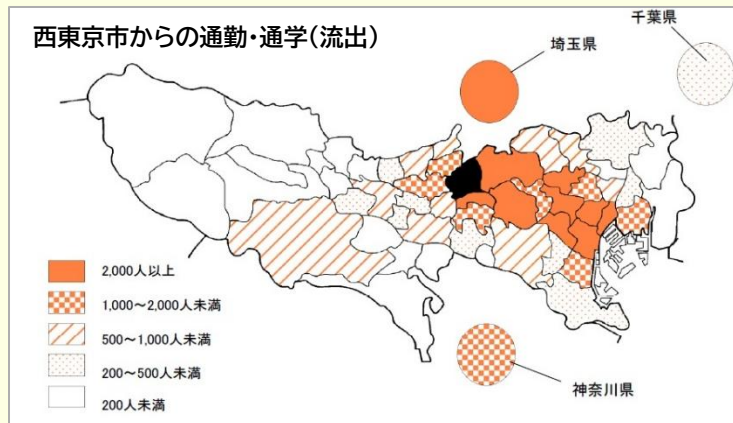 西東京市からの通勤・通学(流出)
千葉県
埼玉県
2,000人以上
1,000～2,000人未満
500～1,000人未満
200～500人未満
200人未満
神奈川県